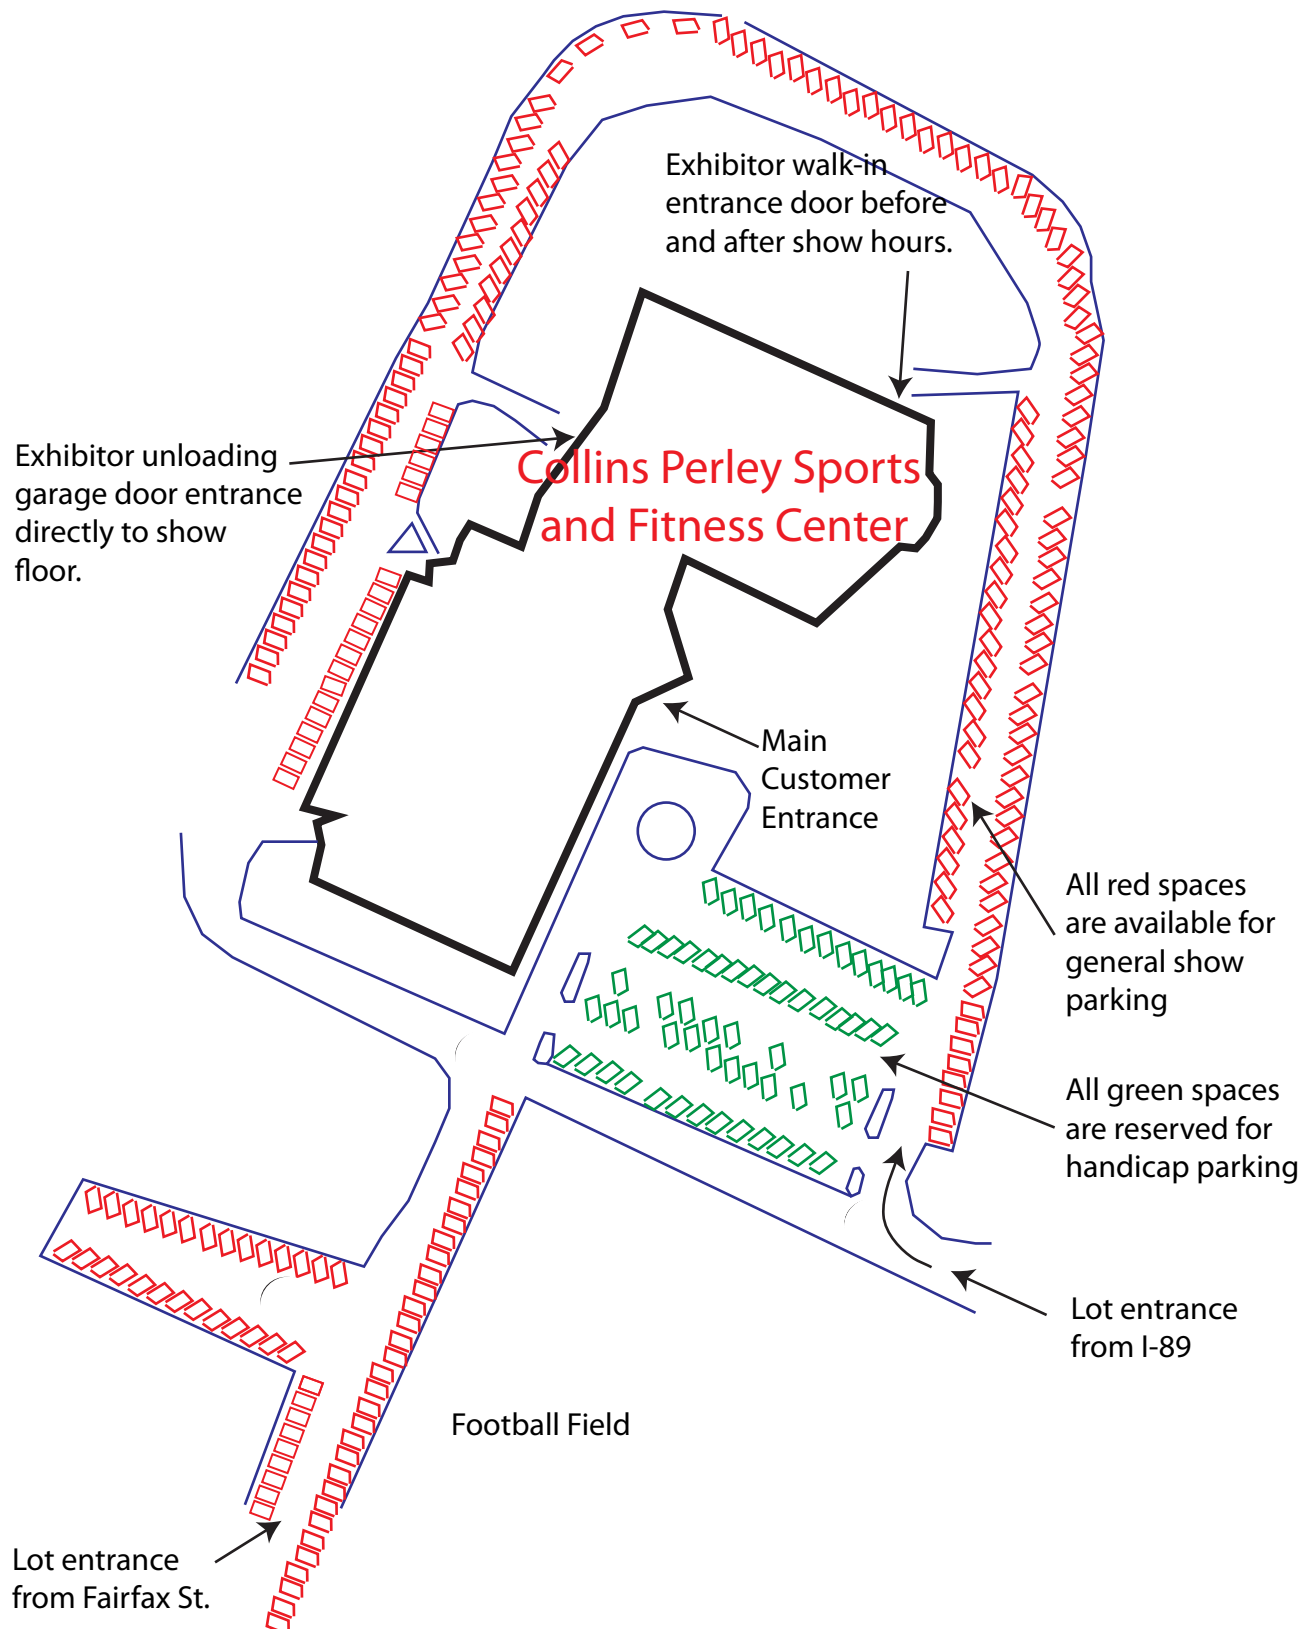 Exhibitor walk-in
entrance door before
and after show hours.
Exhibitor unloading
garage door entrance
directly to show
floor.
Collins Perley Sports
and Fitness Center
Main
Customer
Entrance
All red spaces
are available for
general show
parking
All green spaces
are reserved for
handicap parking
Lot entrance
from I-89
Football Field
Lot entrance
from Fairfax St.